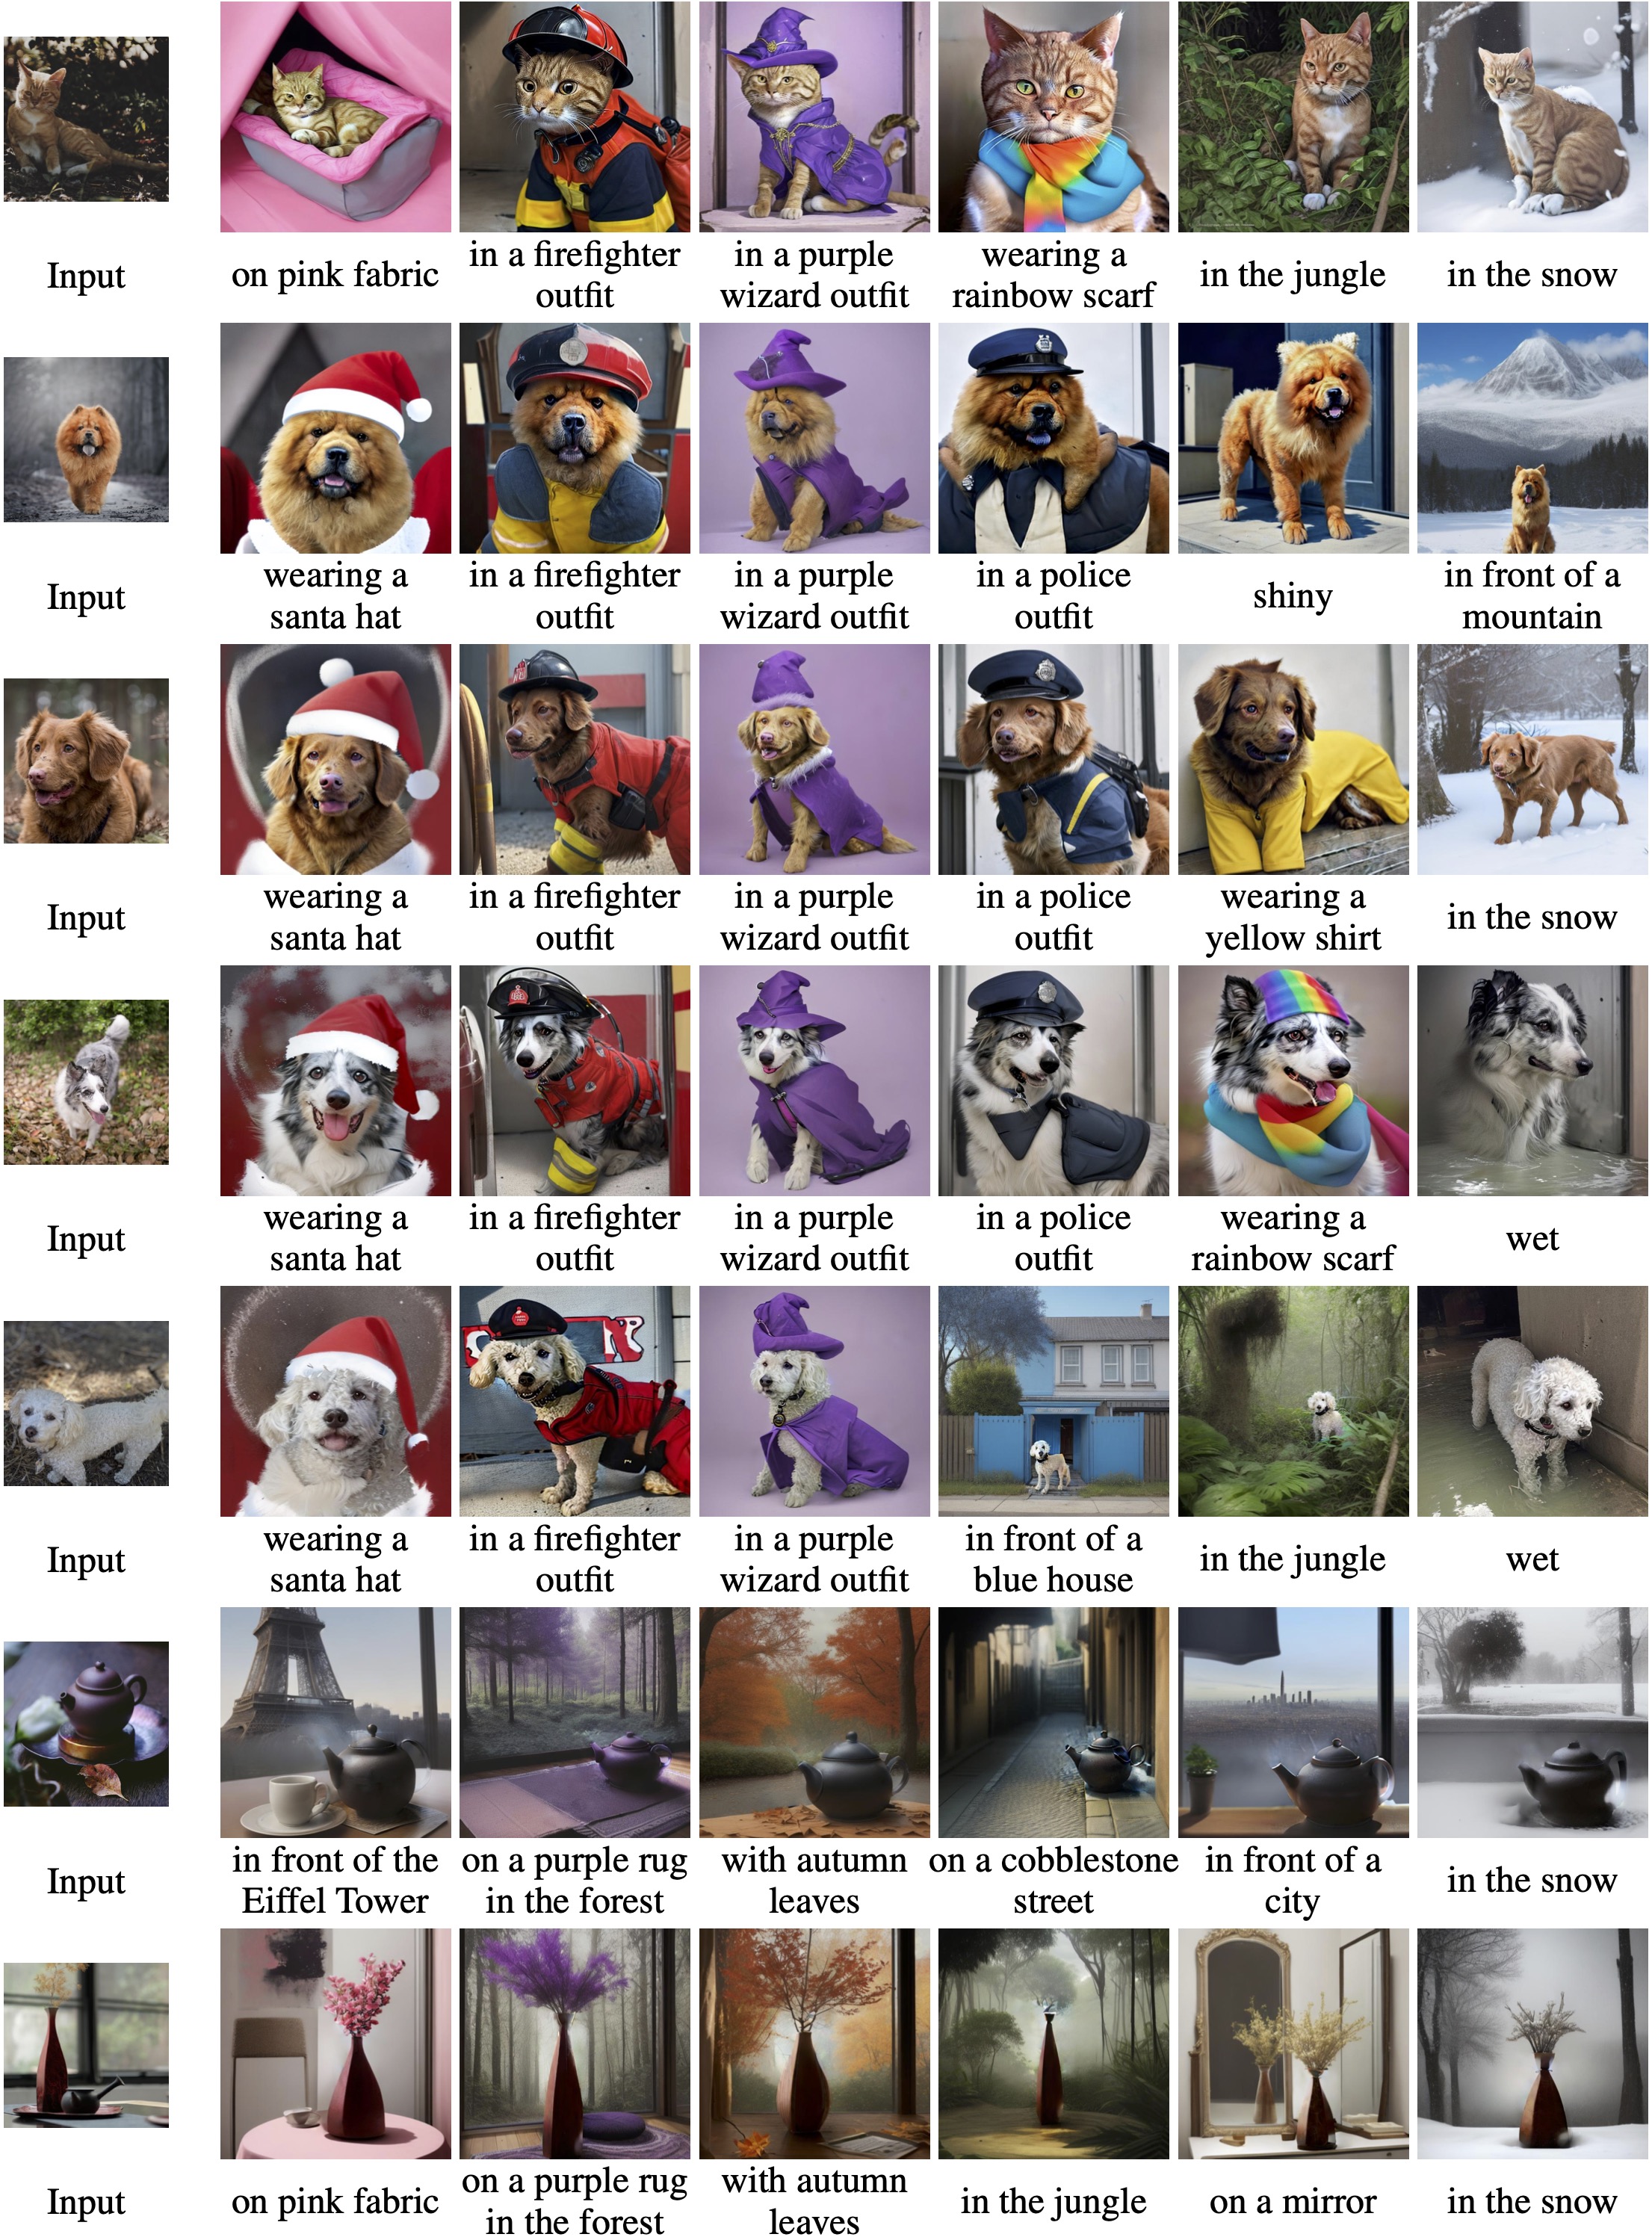 Input
on pink fabric
in a firefighter
outfit
in a purple
wizard outfit
wearing a
rainbow scarf
in the jungle
in the snow
Input
wearing a
santa hat
in a firefighter
outfit
in a purple
wizard outfit
in a police
outfit
shiny
in front of a
mountain
Input
wearing a
santa hat
in a firefighter
outfit
in a purple
wizard outfit
in a police
outfit
wearing a
yellow shirt
in the snow
Input
wearing a
santa hat
in a firefighter
outfit
in a purple
wizard outfit
in a police
outfit
wearing a
rainbow scarf
wet
Input
wearing a
santa hat
in a firefighter
outfit
in a purple
wizard outfit
in front of a
blue house
in the jungle
wet
Input
in front of the
Eiffel Tower
on a purple rug
in the forest
with autumn
leaves
on a cobblestone
street
in front of a
city
in the snow
Input
on pink fabric
on a purple rug
in the forest
with autumn
leaves
in the jungle
on a mirror
in the snow